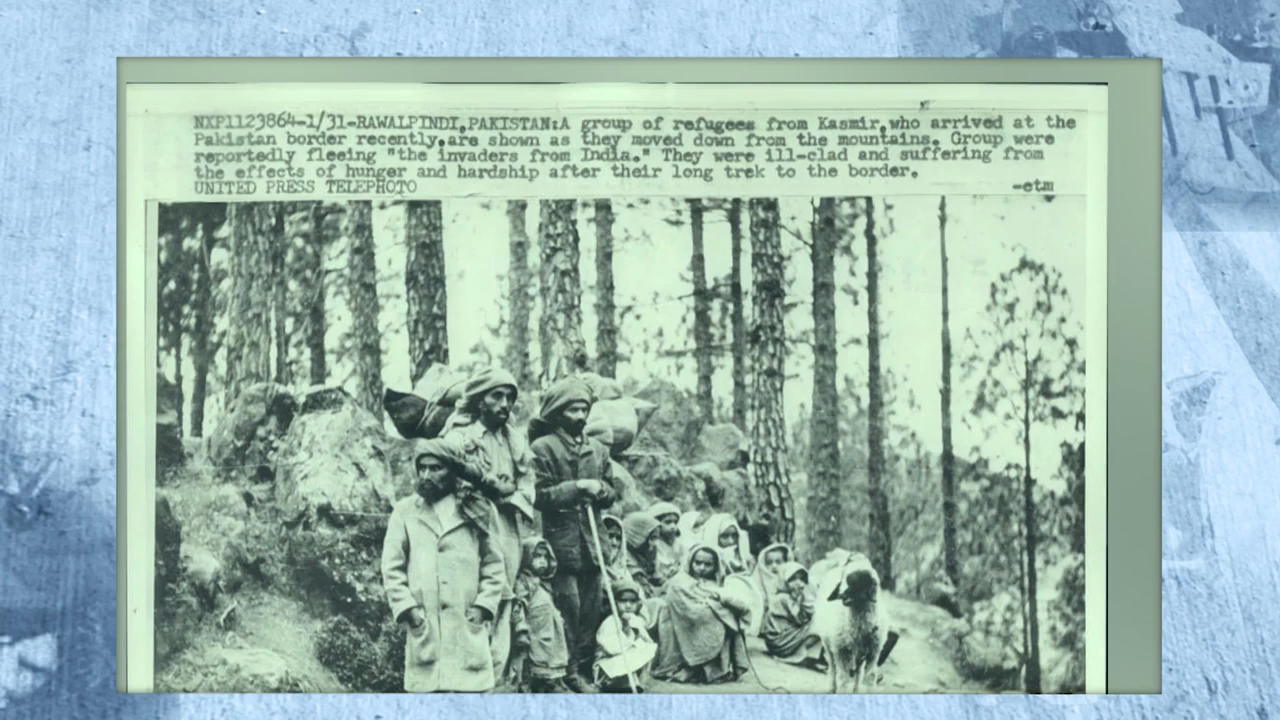 NXP1123864-1/31-RAWALPINDI,PAKISTAN:A group of refugees from Kasmir,who arrived at the
Pakistan border recently,are shown as they moved down from the mountains. Group were
reportedly fleeing "the invaders from India." They were ill-clad and suffering from
the effects of hunger and hardship after their long trek to the border.
UNITED PRESS TELEPHOTO -etm